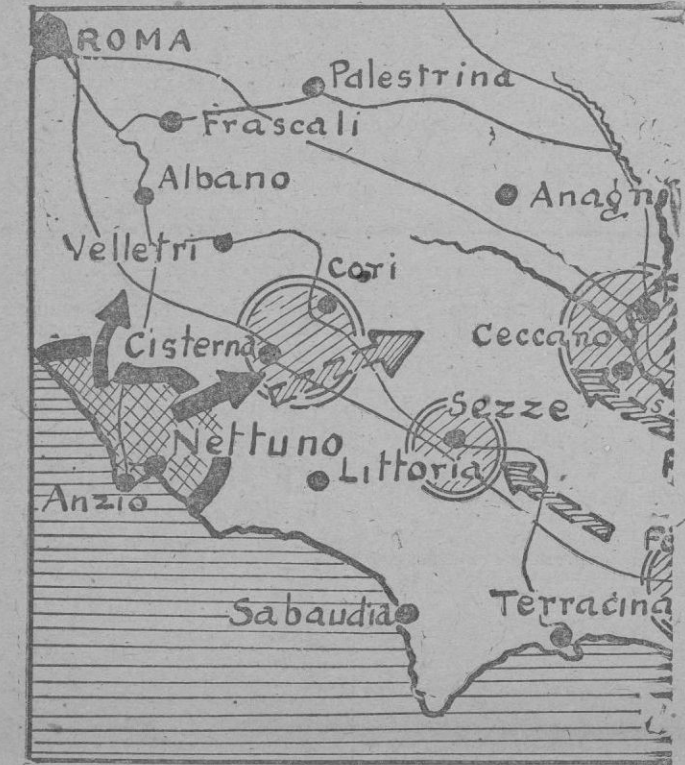 ROMA
Palestrina
Frascali
Albano
Anagn
Velletri
Cori
Cisterna
Ceccano
Sezze
Nettuno
Littoria
Anzio
Sabaudia
Terracina